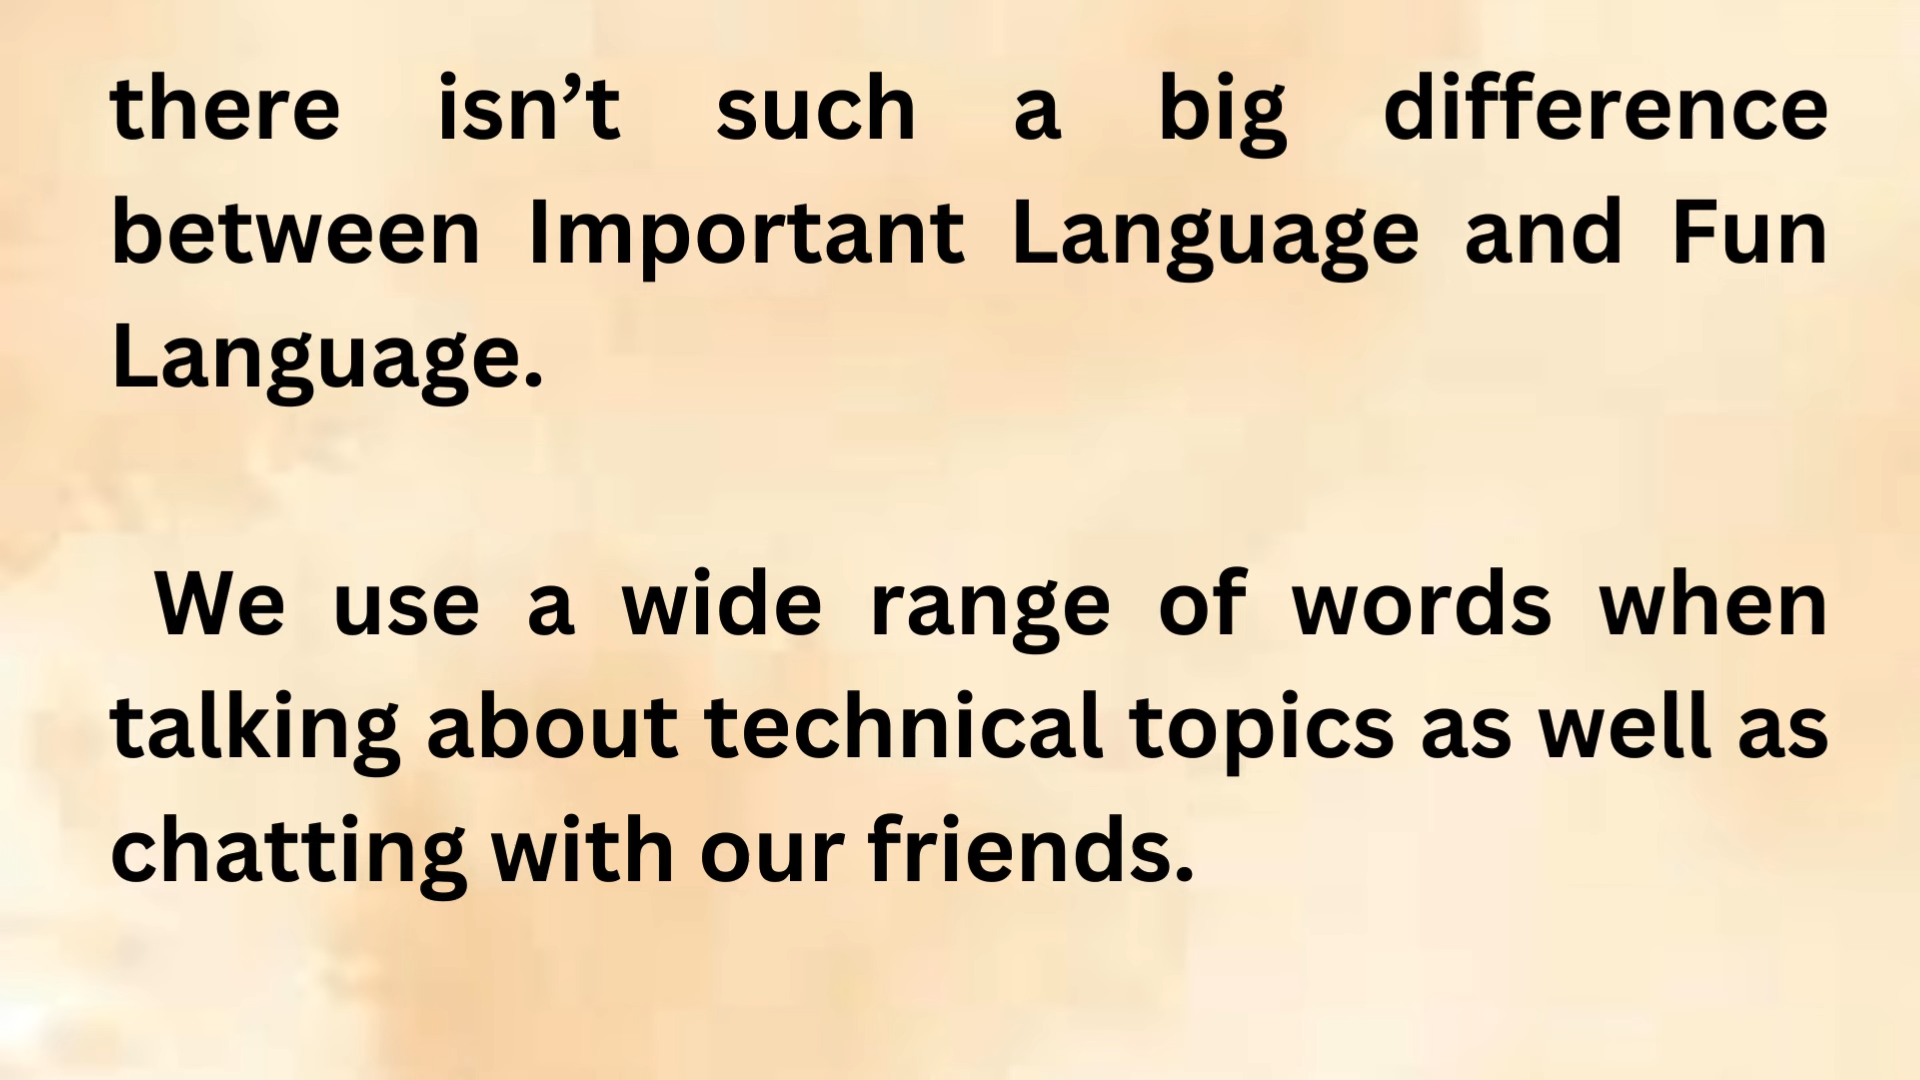 there isn’t such a big difference
between Important Language and Fun
Language.
We use a wide range of words when
talking about technical topics as well as
chatting with our friends.